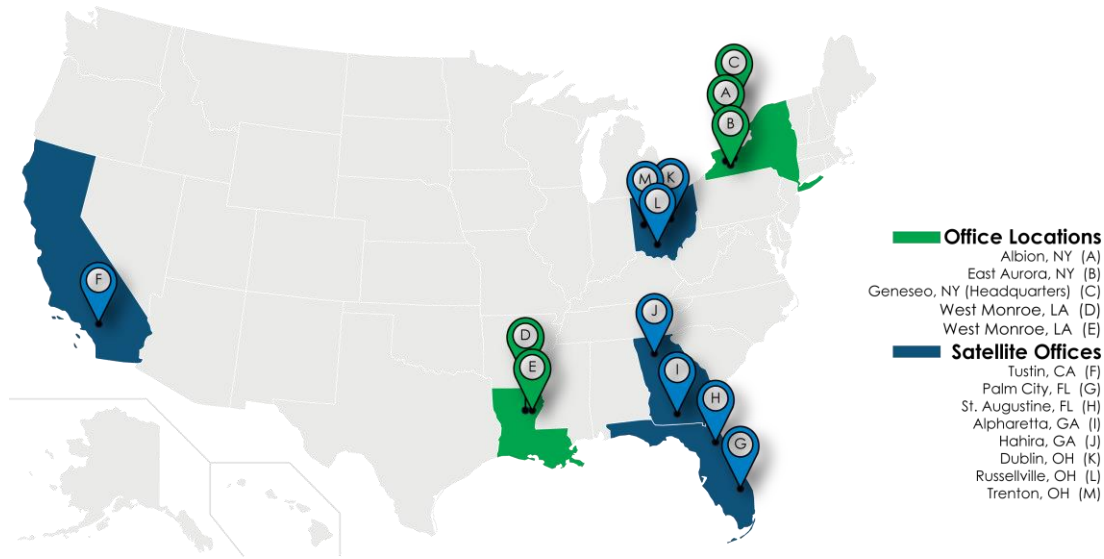 C
A
B
M K
L
F
J
D
I
E
H
G
Office Locations
Albion, NY (A)
East Aurora, NY (B)
Geneseo, NY (Headquarters) (C)
West Monroe, LA (D)
West Monroe, LA (E)
Satellite Offices
Tustin, CA (F)
Palm City, FL (G)
St. Augustine, FL (H)
Alpharetta, GA (I)
Hahira, GA (J)
Dublin, OH (K)
Russellville, OH (L)
Trenton, OH (M)